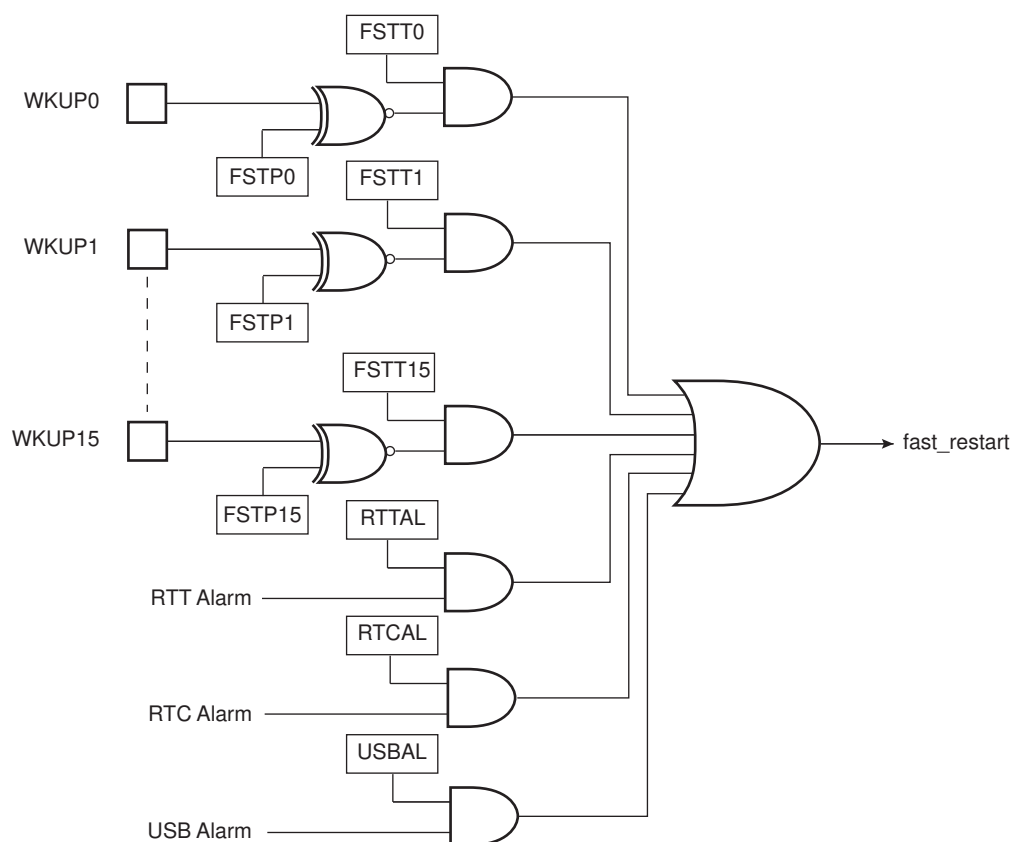 FSTT0
WKUP0
FSTP0
FSTT1
WKUP1
FSTP1
FSTT15
WKUP15
fast_restart
FSTP15
RTTAL
RTT Alarm
RTCAL
RTC Alarm
USBAL
USB Alarm